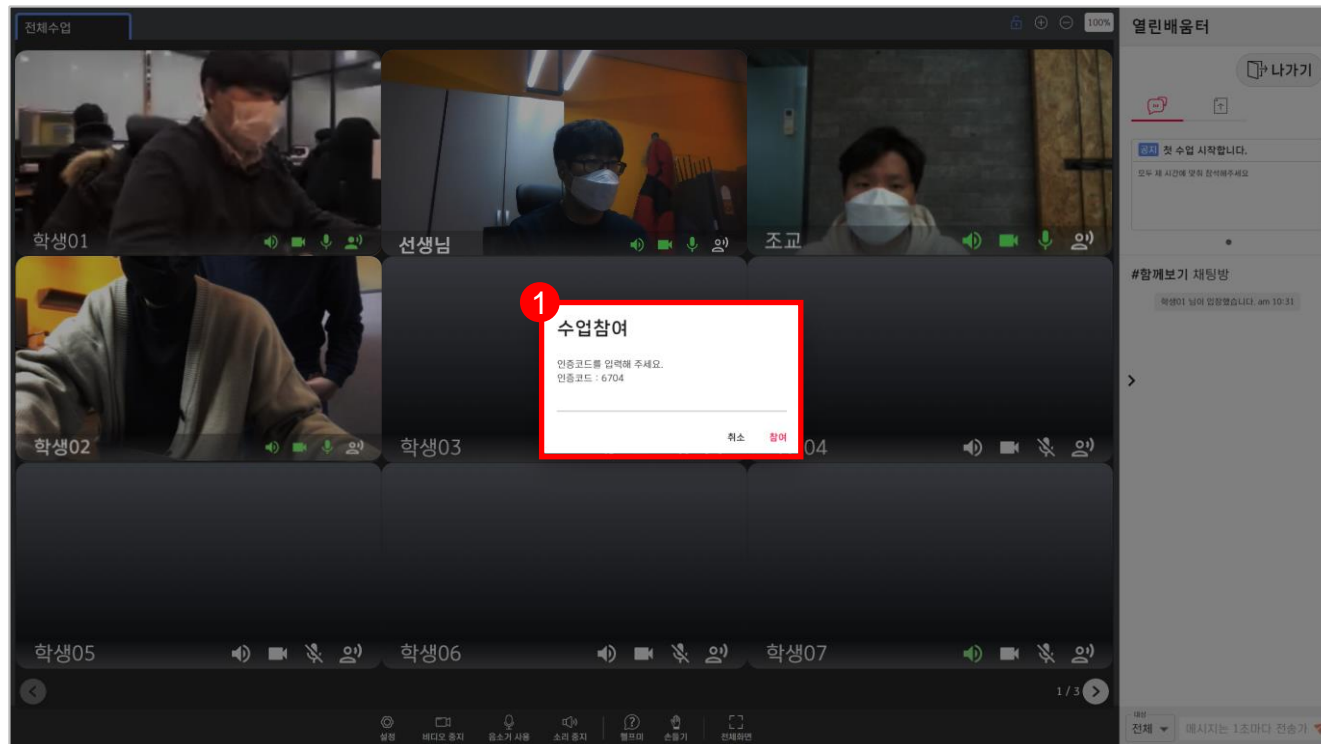 전체수업
100%
열린배움터
나가기
공지 첫 수업 시작합니다.
모두 제 시간에 맞춰 참석해주세요
학생01
선생님
조교
#함께보기 채팅방
학생01 님이 입장했습니다. am 10:31
1
수업참여
인증코드를 입력해 주세요.
인증코드 : 6704
취소
참여
학생02
학생03
04
학생05
학생06
학생07
1 / 3
설정
비디오 중지
음소거 사용
소리 중지
헬프미
손들기
전체화면
대상
전체
메시지는 1초마다 전송가